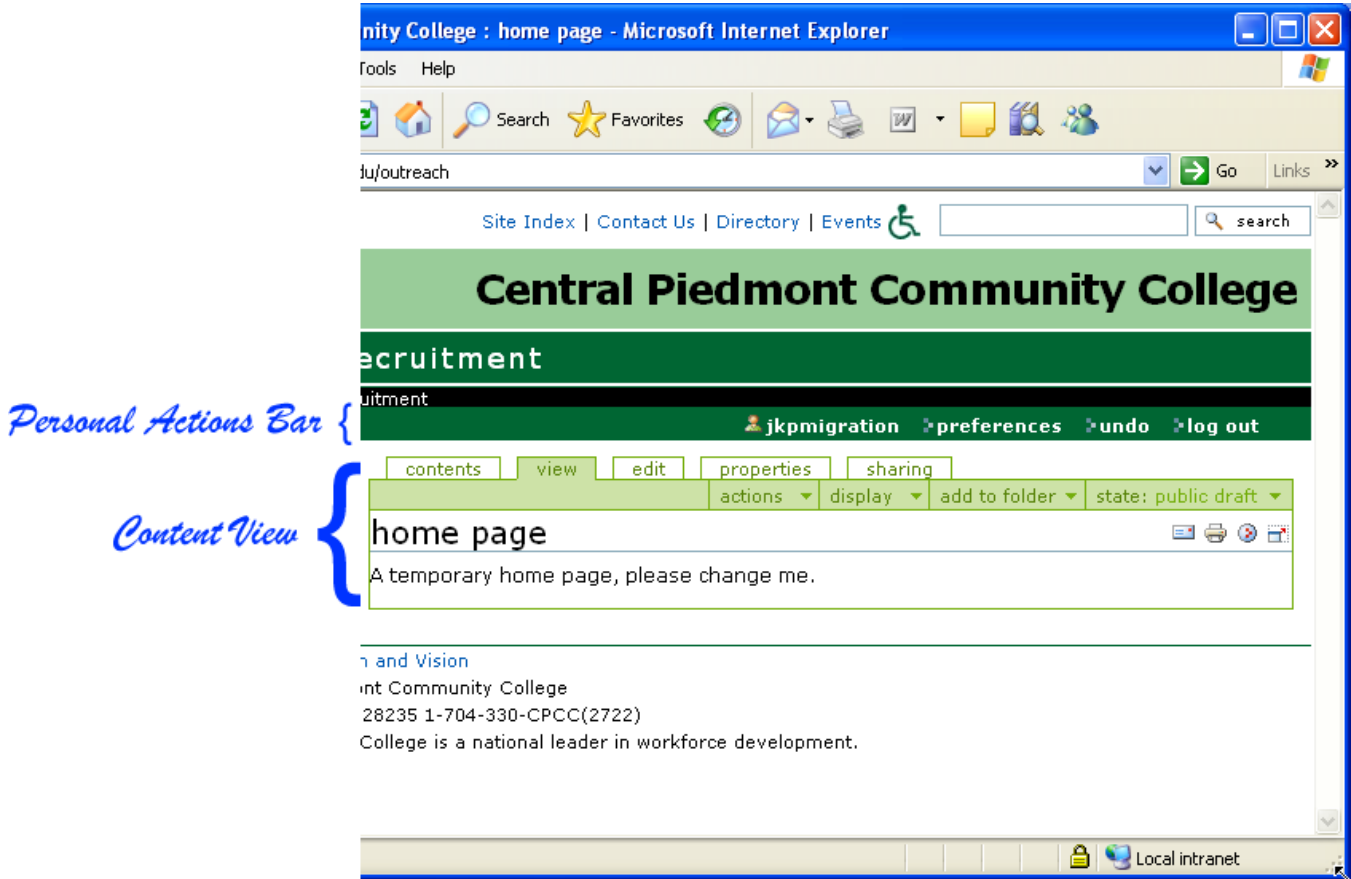 nity College : home page - Microsoft Internet Explorer
Tools Help
Search Favorites
du/outreach Go Links »
Site Index | Contact Us | Directory | Events search
Central Piedmont Community College
ecruitment
uitment
Personal Actions Bar {
jkpmigration preferences undo log out
contents view edit properties sharing
actions display add to folder state: public draft
Content View {
home page
A temporary home page, please change me.
n and Vision
nt Community College
28235 1-704-330-CPCC(2722)
College is a national leader in workforce development.
Local intranet